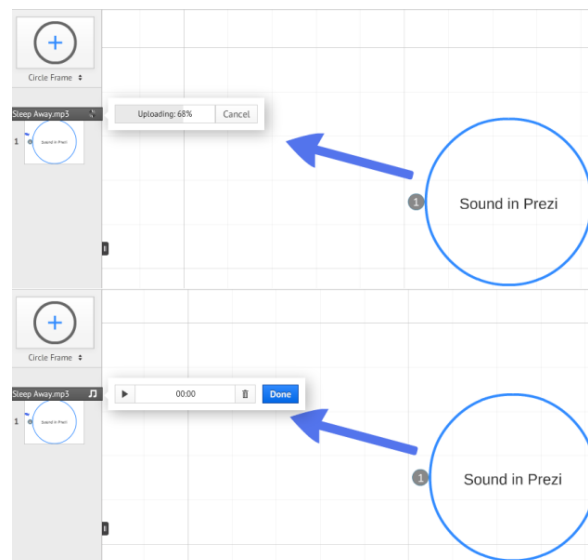 Circle Frame
Sleep Away.mp3
Uploading: 68%
Cancel
1
Sound in Prezi
1
Sound in Prezi
Circle Frame
Sleep Away.mp3
00:00
Done
1
Sound in Prezi
1
Sound in Prezi